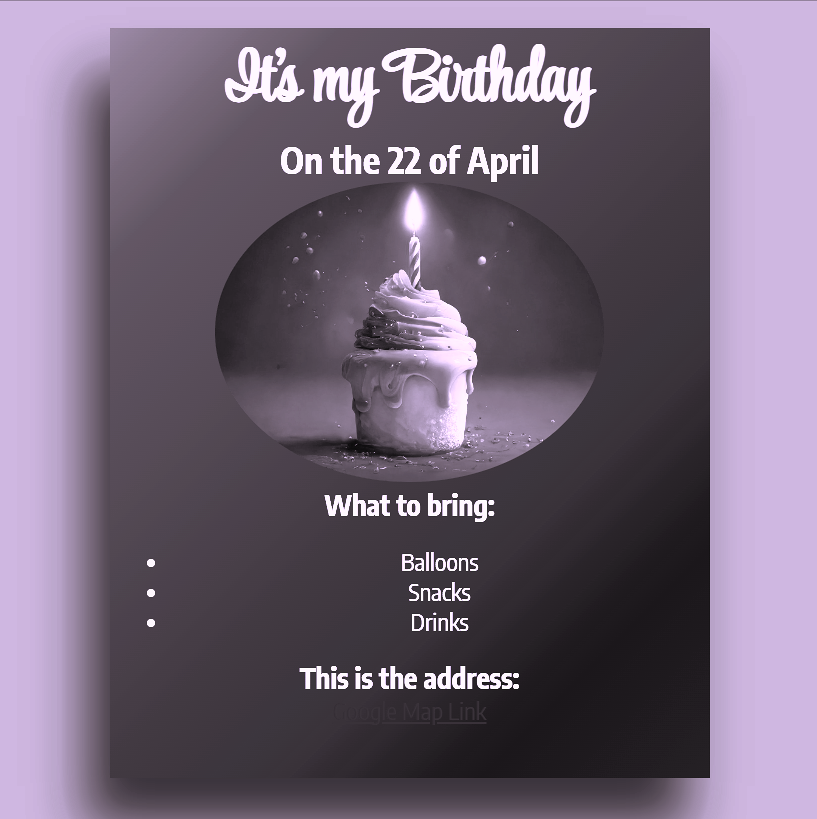 It's my Birthday
On the 22 of April
What to bring:
• Balloons
• Snacks
• Drinks
This is the address:
Google Map Link